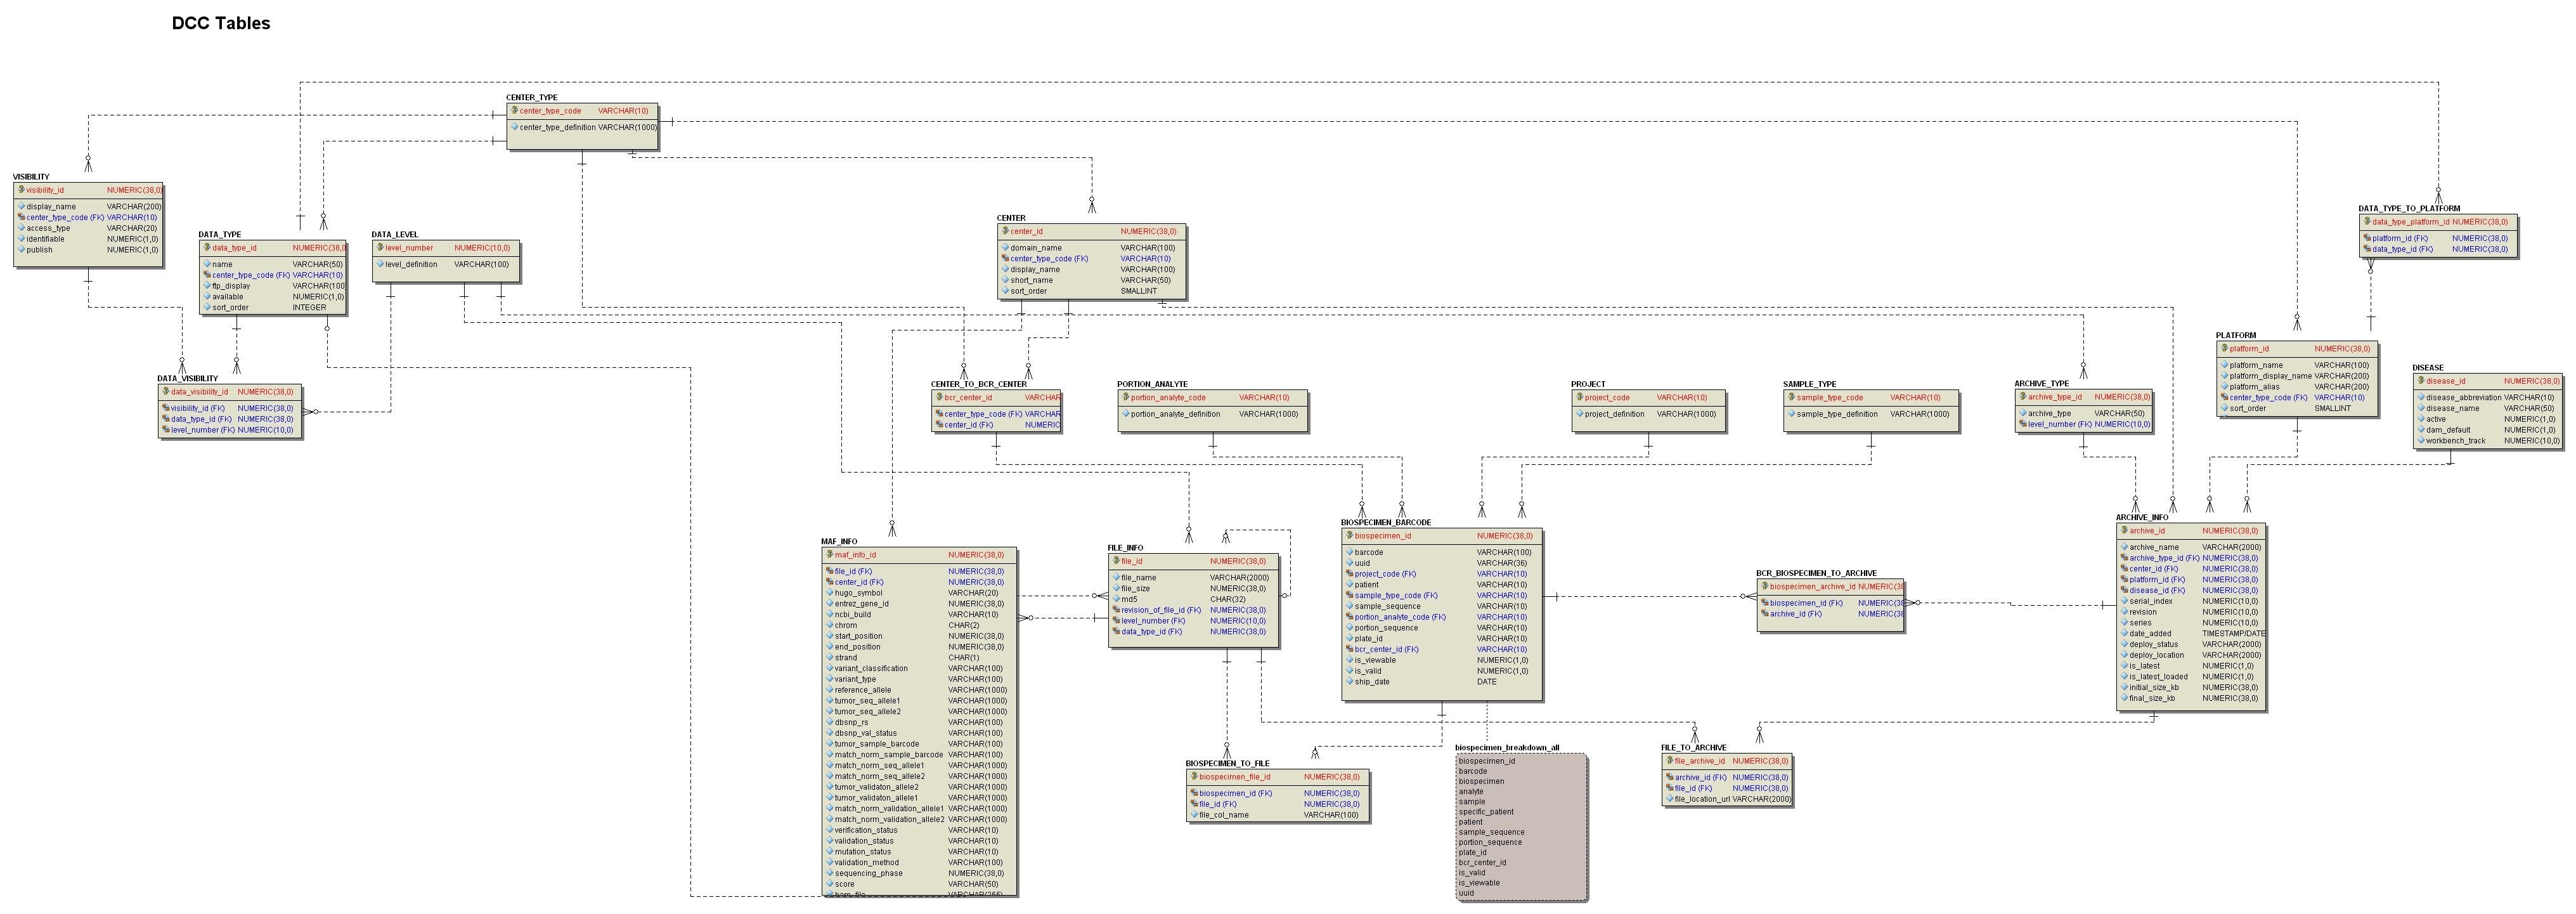 DCC Tables
CENTER_TYPE
center_type_code VARCHAR(10)
center_type_definition VARCHAR(1000)
VISIBILITY
visibility_id NUMERIC(38,0)
display_name VARCHAR(200)
center_type_code (FK) VARCHAR(10)
access_type VARCHAR(20)
identifiable NUMERIC(1,0)
publish NUMERIC(1,0)
DATA_TYPE
data_type_id NUMERIC(38,0
name VARCHAR(50)
center_type_code (FK) VARCHAR(10)
ftp_display VARCHAR(100
available NUMERIC(1,0)
sort_order INTEGER
DATA_LEVEL
level_number NUMERIC(10,0)
level_definition VARCHAR(100)
CENTER
center_id NUMERIC(38,0)
domain_name VARCHAR(100)
center_type_code (FK) VARCHAR(10)
display_name VARCHAR(100)
short_name VARCHAR(50)
sort_order SMALLINT
DATA_TYPE_TO_PLATFORM
data_type_platform_id NUMERIC(38,0)
platform_id (FK) NUMERIC(38,0)
data_type_id (FK) NUMERIC(38,0)
PLATFORM
platform_id NUMERIC(38,0)
platform_name VARCHAR(100)
platform_display_name VARCHAR(200)
platform_alias VARCHAR(200)
center_type_code (FK) VARCHAR(10)
sort_order SMALLINT
DISEASE
disease_id NUMERIC(38,0)
disease_abbreviation VARCHAR(10)
disease_name VARCHAR(50)
active NUMERIC(1,0)
dam_default NUMERIC(1,0)
workbench_track NUMERIC(10,0)
DATA_VISIBILITY
data_visibility_id NUMERIC(38,0)
visibility_id (FK) NUMERIC(38,0)
data_type_id (FK) NUMERIC(38,0)
level_number (FK) NUMERIC(10,0)
CENTER_TO_BCR_CENTER
bcr_center_id VARCHAR
center_type_code (FK) VARCHAR
center_id (FK) NUMERIC
PORTION_ANALYTE
portion_analyte_code VARCHAR(10)
portion_analyte_definition VARCHAR(1000)
PROJECT
project_code VARCHAR(10)
project_definition VARCHAR(1000)
SAMPLE_TYPE
sample_type_code VARCHAR(10)
sample_type_definition VARCHAR(1000)
ARCHIVE_TYPE
archive_type_id NUMERIC(38,0)
archive_type VARCHAR(50)
level_number (FK) NUMERIC(10,0)
MAF_INFO
maf_info_id NUMERIC(38,0)
file_id (FK) NUMERIC(38,0)
center_id (FK) NUMERIC(38,0)
hugo_symbol VARCHAR(20)
entrez_gene_id NUMERIC(38,0)
ncbi_build VARCHAR(10)
chrom CHAR(2)
start_position NUMERIC(38,0)
end_position NUMERIC(38,0)
strand CHAR(1)
variant_classification VARCHAR(100)
variant_type VARCHAR(100)
reference_allele VARCHAR(1000)
tumor_seq_allele1 VARCHAR(1000)
tumor_seq_allele2 VARCHAR(1000)
dbsnp_rs VARCHAR(100)
dbsnp_val_status VARCHAR(100)
tumor_sample_barcode VARCHAR(100)
match_norm_sample_barcode VARCHAR(100)
match_norm_seq_allele1 VARCHAR(1000)
match_norm_seq_allele2 VARCHAR(1000)
tumor_validaton_allele2 VARCHAR(1000)
tumor_validaton_allele1 VARCHAR(1000)
match_norm_validation_allele1 VARCHAR(1000)
match_norm_validation_allele2 VARCHAR(1000)
verification_status VARCHAR(10)
validation_status VARCHAR(10)
mutation_status VARCHAR(10)
validation_method VARCHAR(100)
sequencing_phase NUMERIC(38,0)
score VARCHAR(50)
bam_file VARCHAR(255)
FILE_INFO
file_id NUMERIC(38,0)
file_name VARCHAR(2000)
file_size NUMERIC(38,0)
md5 CHAR(32)
revision_of_file_id (FK) NUMERIC(38,0)
level_number (FK) NUMERIC(10,0)
data_type_id (FK) NUMERIC(38,0)
BIOSPECIMEN_BARCODE
biospecimen_id NUMERIC(38,0)
barcode VARCHAR(100)
uuid VARCHAR(36)
project_code (FK) VARCHAR(10)
patient VARCHAR(10)
sample_type_code (FK) VARCHAR(10)
sample_sequence VARCHAR(10)
portion_analyte_code (FK) VARCHAR(10)
portion_sequence VARCHAR(10)
plate_id VARCHAR(10)
bcr_center_id (FK) VARCHAR(10)
is_viewable NUMERIC(1,0)
is_valid NUMERIC(1,0)
ship_date DATE
BCR_BIOSPECIMEN_TO_ARCHIVE
biospecimen_archive_id NUMERIC(38
biospecimen_id (FK) NUMERIC(38
archive_id (FK) NUMERIC(38
ARCHIVE_INFO
archive_id NUMERIC(38,0)
archive_name VARCHAR(2000)
archive_type_id (FK) NUMERIC(38,0)
center_id (FK) NUMERIC(38,0)
platform_id (FK) NUMERIC(38,0)
disease_id (FK) NUMERIC(38,0)
serial_index NUMERIC(10,0)
revision NUMERIC(10,0)
series NUMERIC(10,0)
date_added TIMESTAMP/DATE
deploy_status VARCHAR(2000)
deploy_location VARCHAR(2000)
is_latest NUMERIC(1,0)
is_latest_loaded NUMERIC(1,0)
initial_size_kb NUMERIC(38,0)
final_size_kb NUMERIC(38,0)
BIOSPECIMEN_TO_FILE
biospecimen_file_id NUMERIC(38,0)
biospecimen_id (FK) NUMERIC(38,0)
file_id (FK) NUMERIC(38,0)
file_col_name VARCHAR(100)
biospecimen_breakdown_all
biospecimen_id
barcode
biospecimen
analyte
sample
specific_patient
patient
sample_sequence
portion_sequence
plate_id
bcr_center_id
is_valid
is_viewable
uuid
FILE_TO_ARCHIVE
file_archive_id NUMERIC(38,0)
archive_id (FK) NUMERIC(38,0)
file_id (FK) NUMERIC(38,0)
file_location_url VARCHAR(2000)